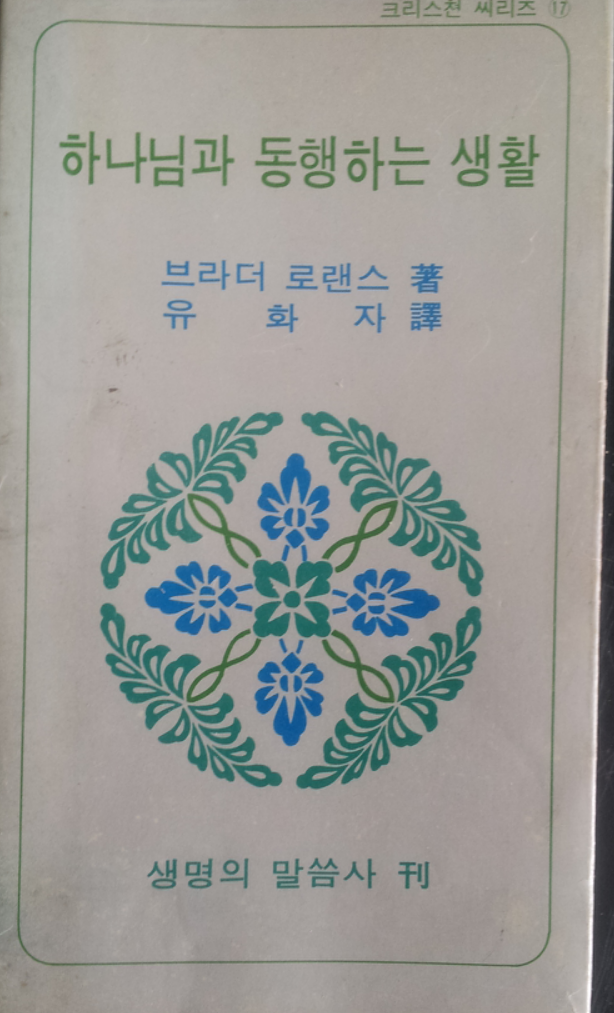 크리스천 씨리즈 ⑰
하나님과 동행하는 생활
브라더 로랜스 著
유 화 자 譯
생명의 말씀사 刊